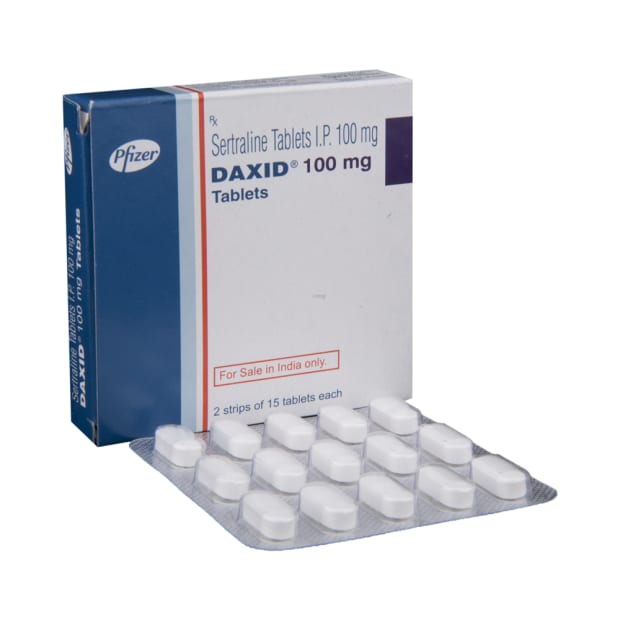 Pfizer
Rx
Sertraline Tablets I.P. 100 mg
DAXID® 100 mg
Tablets
For Sale in India only.
2 strips of 15 tablets each
Sertraline Tablets I.P. 100 mg
DAXID® 100 mg Tablets